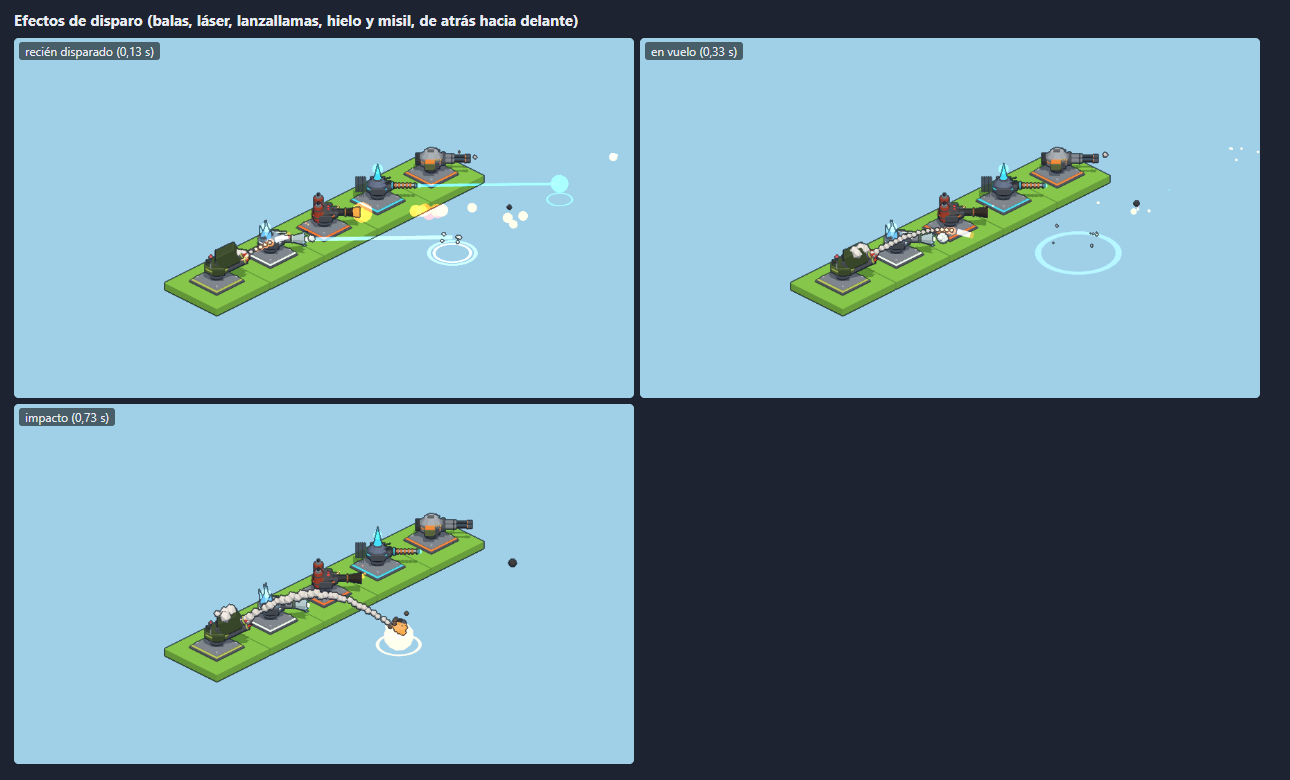 Efectos de disparo (balas, láser, lanzallamas, hielo y misil, de atrás hacia delante)
recién disparado (0,13 s)
en vuelo (0,33 s)
impacto (0,73 s)